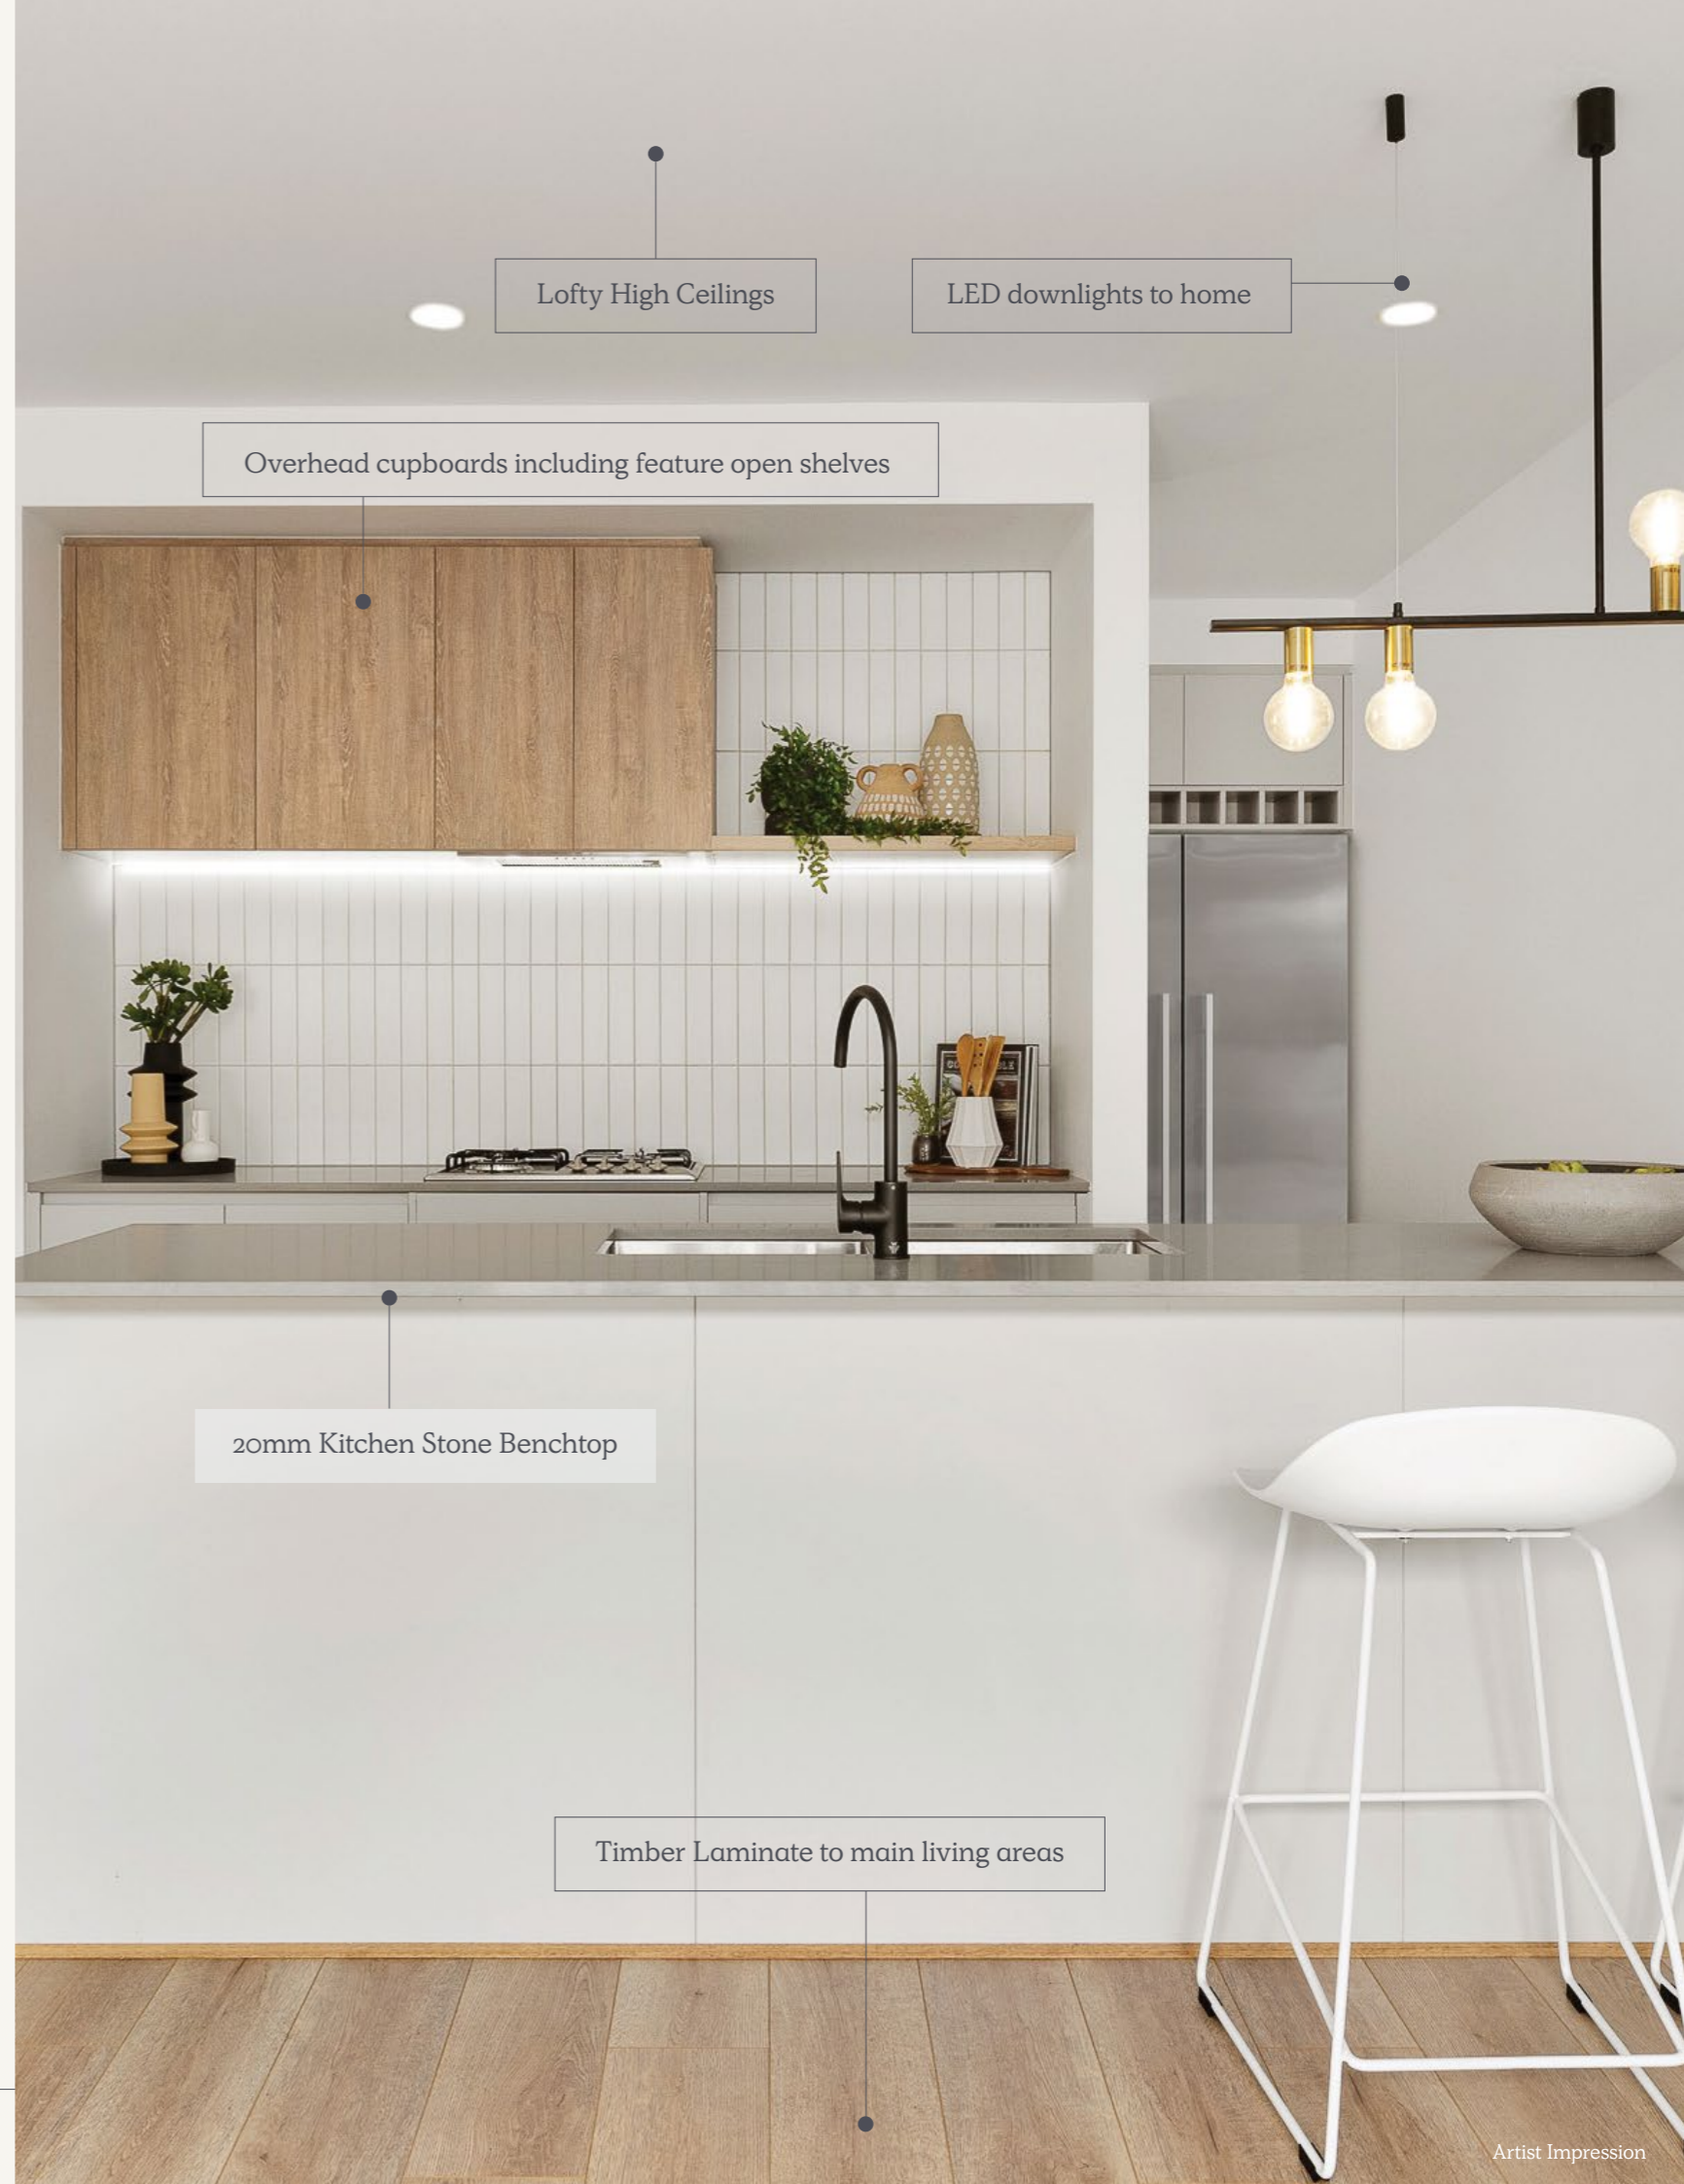 Lofty High Ceilings
LED downlights to home
Overhead cupboards including feature open shelves
20mm Kitchen Stone Benchtop
Timber Laminate to main living areas
Artist Impression